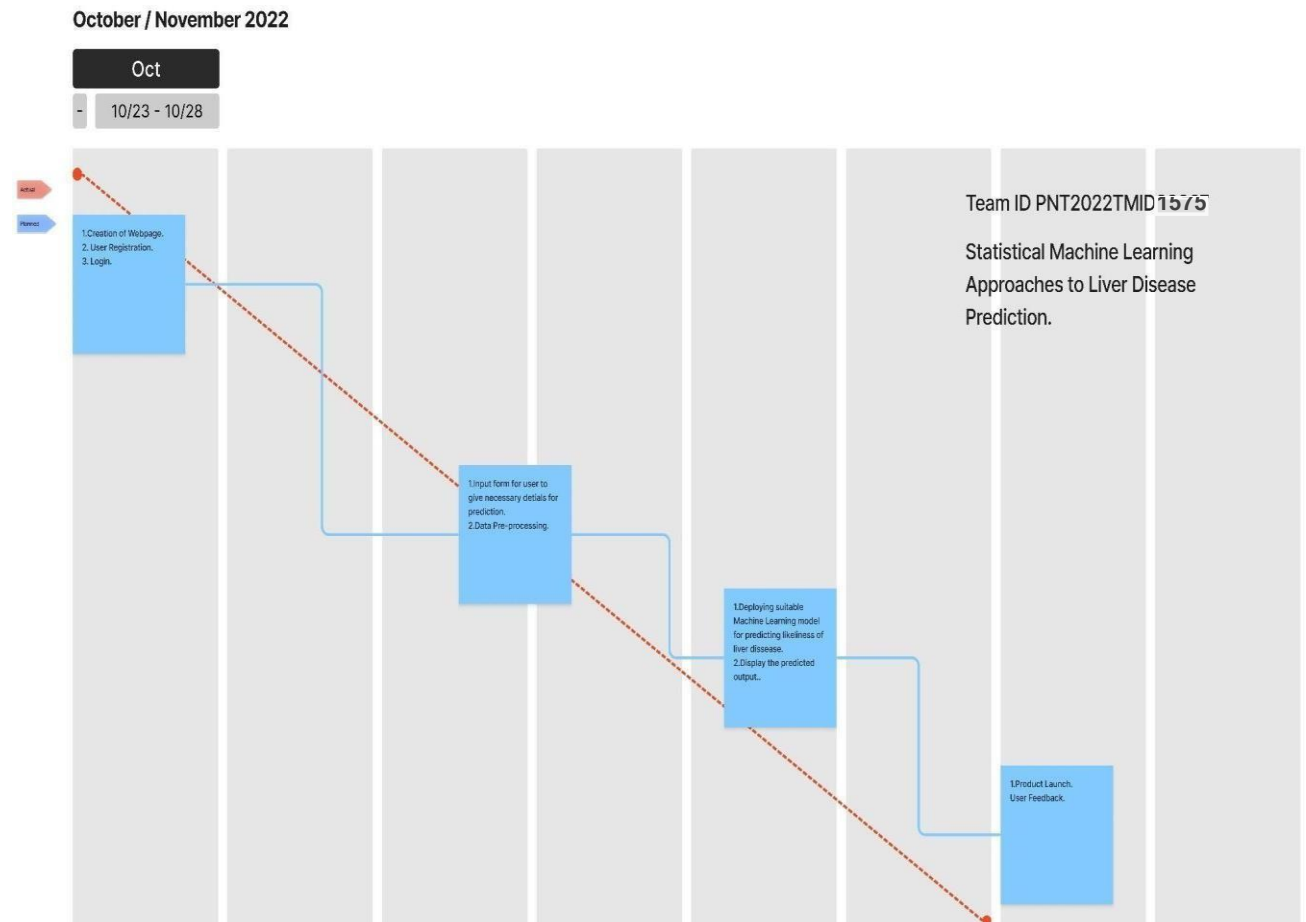 October / November 2022
Oct
- 10/23 - 10/28
Actual
Planned
Team ID PNT2022TMID1575
Statistical Machine Learning
Approaches to Liver Disease
Prediction.
1.Creation of Webpage.
2. User Registration.
3. Login.
1.Input form for user to
give necessary detials for
prediction.
2.Data Pre-processing.
1.Deploying suitable
Machine Learning model
for predicting likeliness of
liver dissease.
2.Display the predicted
output..
1.Product Launch.
User Feedback.